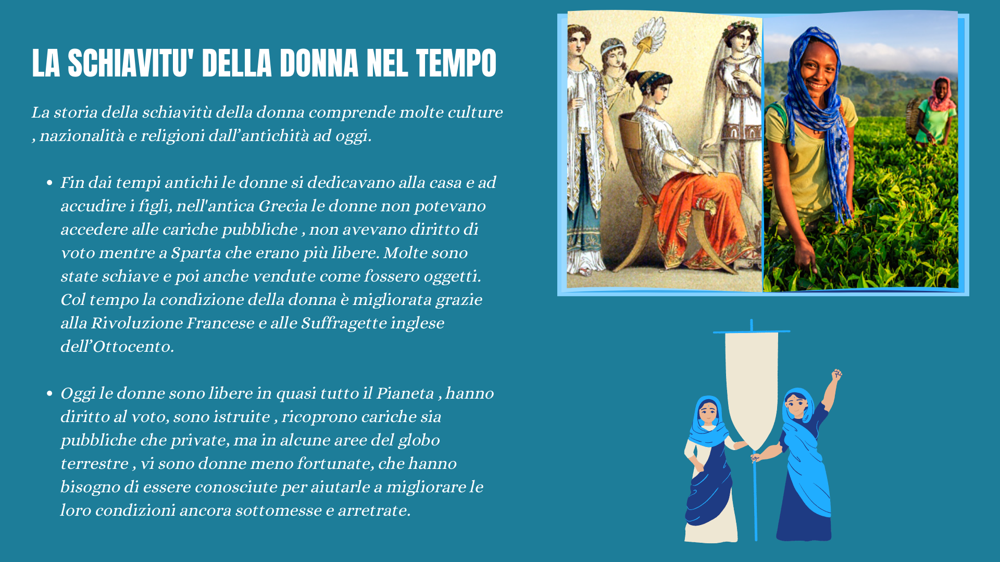 LA SCHIAVITU' DELLA DONNA NEL TEMPO
La storia della schiavitù della donna comprende molte culture
, nazionalità e religioni dall’antichità ad oggi.
• Fin dai tempi antichi le donne si dedicavano alla casa e ad
accudire i figli, nell'antica Grecia le donne non potevano
accedere alle cariche pubbliche , non avevano diritto di
voto mentre a Sparta che erano più libere. Molte sono
state schiave e poi anche vendute come fossero oggetti.
Col tempo la condizione della donna è migliorata grazie
alla Rivoluzione Francese e alle Suffragette inglese
dell’Ottocento.
• Oggi le donne sono libere in quasi tutto il Pianeta , hanno
diritto al voto, sono istruite , ricoprono cariche sia
pubbliche che private, ma in alcune aree del globo
terrestre , vi sono donne meno fortunate, che hanno
bisogno di essere conosciute per aiutarle a migliorare le
loro condizioni ancora sottomesse e arretrate.